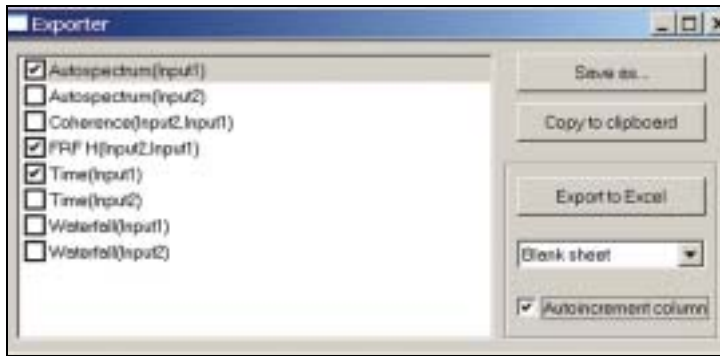 Exporter
Autospectrum(Input1)
Autospectrum(Input2)
Coherence(Input2,Input1)
FRF H(Input2,Input1)
Time(Input1)
Time(Input2)
Waterfall(Input1)
Waterfall(Input2)
Save as...
Copy to clipboard
Export to Excel
Blank sheet
Autoincrement column